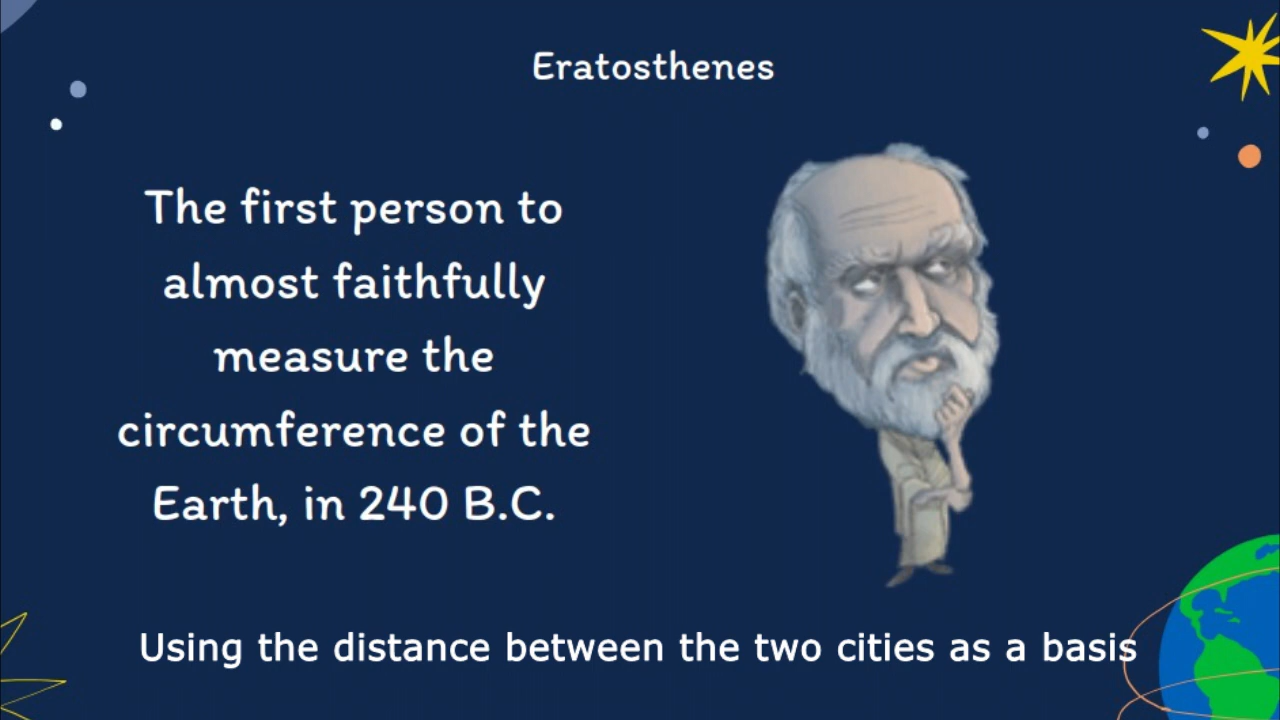 Eratosthenes
The first person to
almost faithfully
measure the
circumference of the
Earth, in 240 B.C.
Using the distance between the two cities as a basis